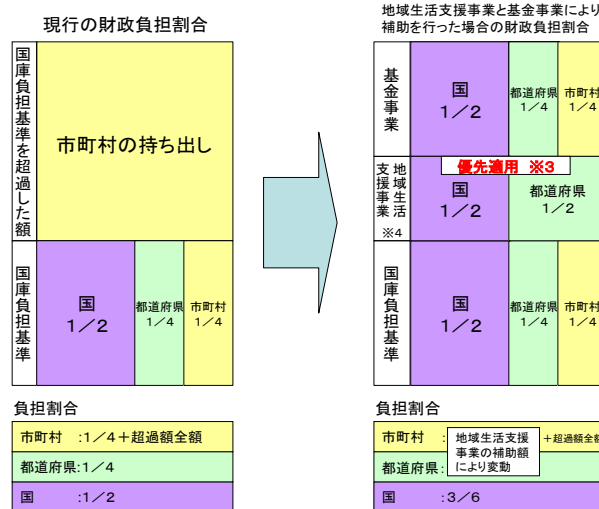 現行の財政負担割合
国庫負担基準を超過した額
市町村の持ち出し
国庫負担基準
国
1／2
都道府県
1／4
市町村
1／4
負担割合
市町村　:1／4＋超過額全額
都道府県:1／4
国　　　:1／2
地域生活支援事業と基金事業により
補助を行った場合の財政負担割合
基金事業
国
1／2
都道府県
1／4
市町村
1／4
地域生活
支援事業
※4
優先適用　※3
国
1／2
都道府県
1／2
国庫負担基準
国
1／2
都道府県
1／4
市町村
1／4
負担割合
市町村　:
地域生活支援
事業の補助額
により変動
＋超過額全額
都道府県:
国　　　:3／6